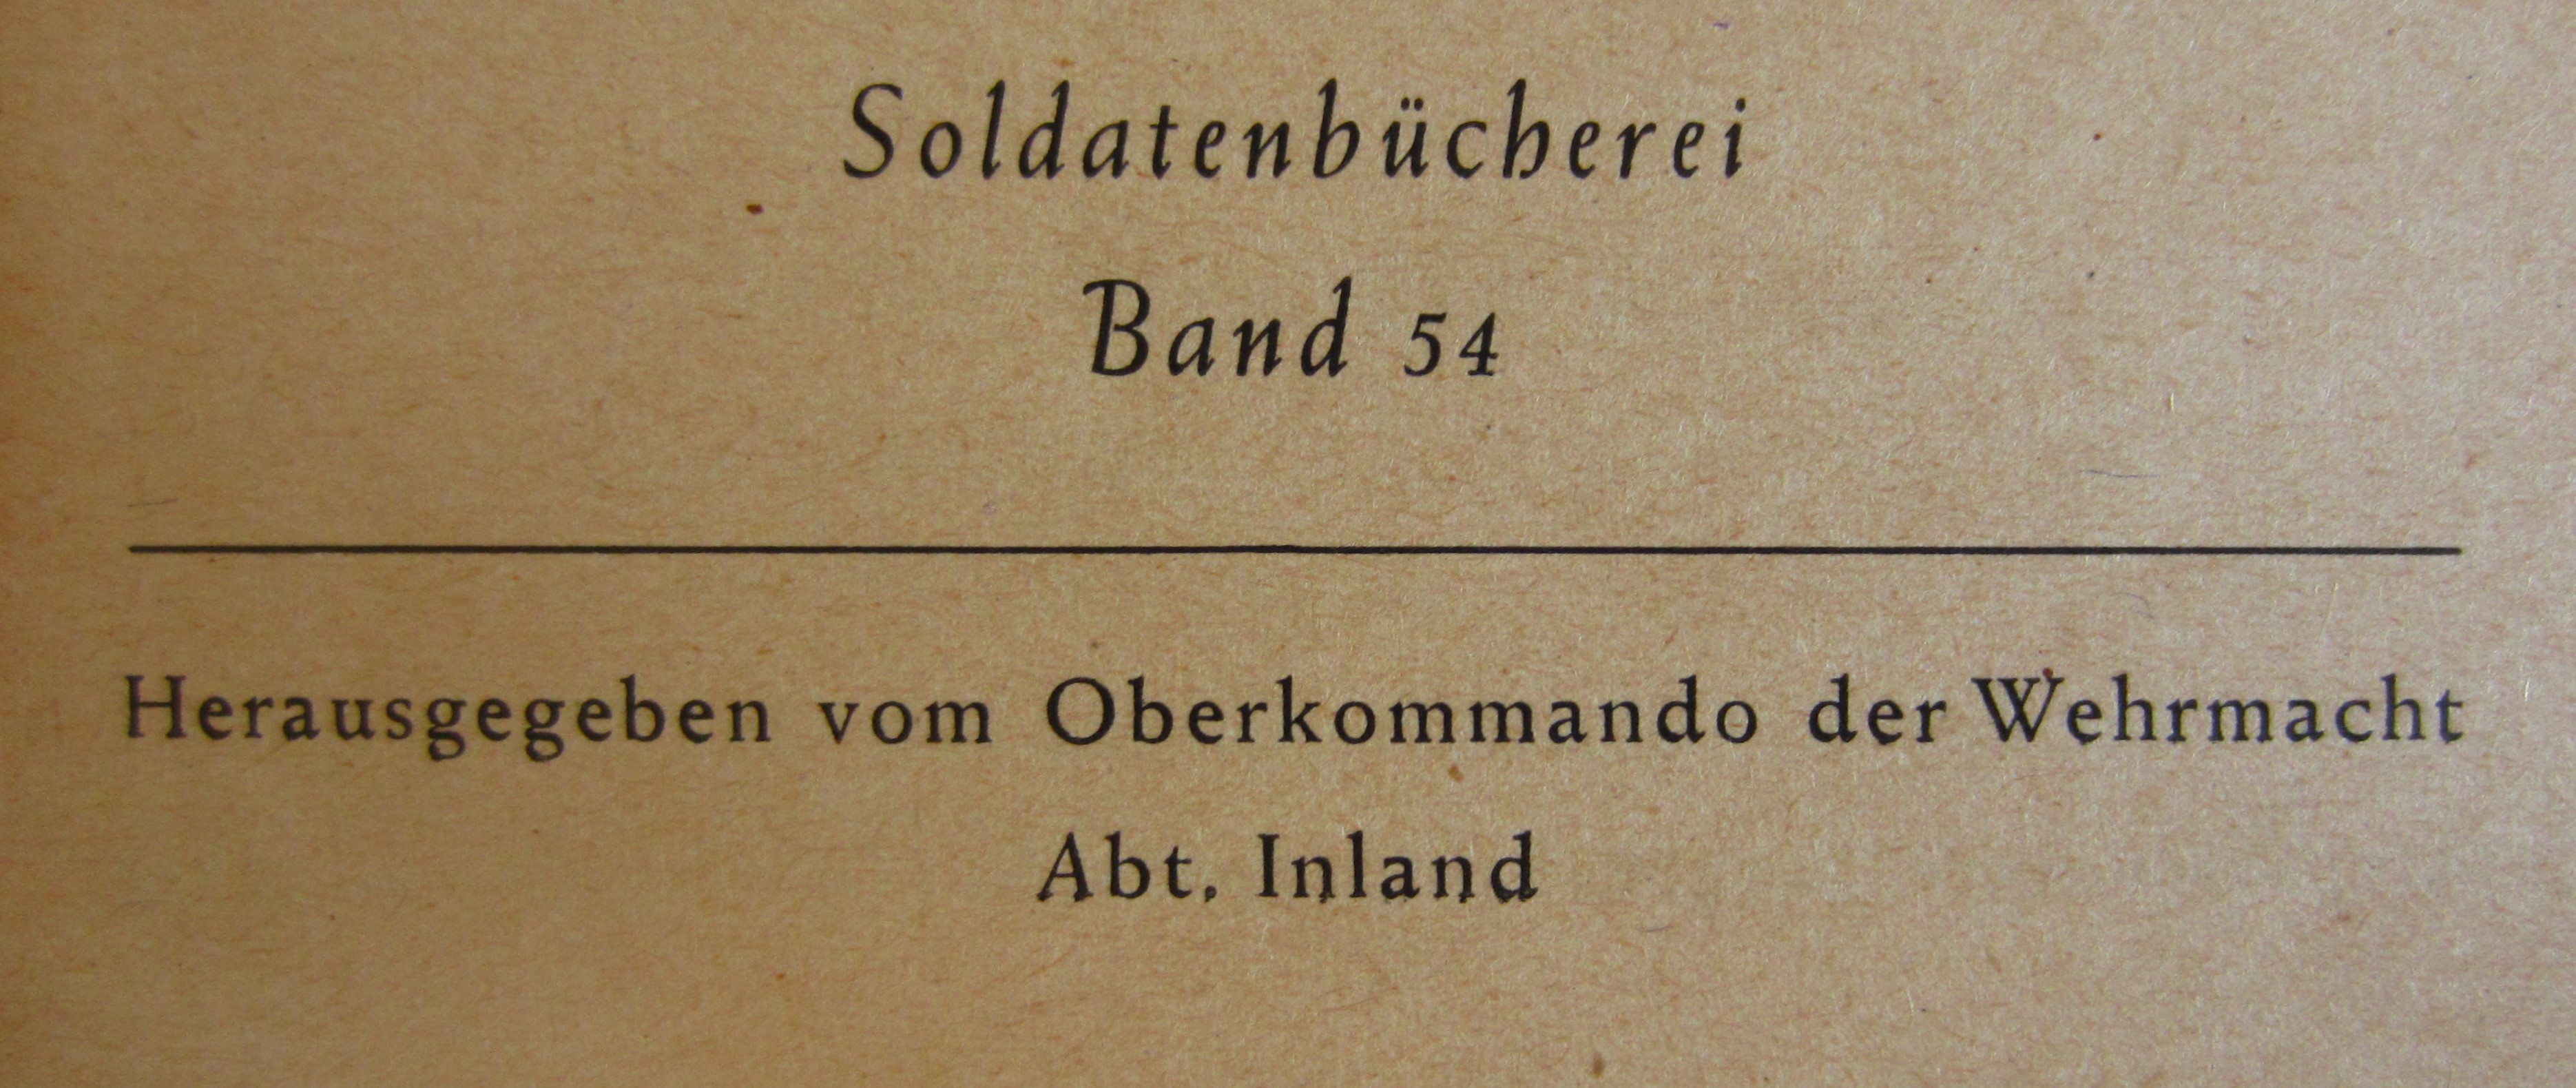 Soldatenbücherei
Band 54
Herausgegeben vom Oberkommando der Wehrmacht
Abt. Inland